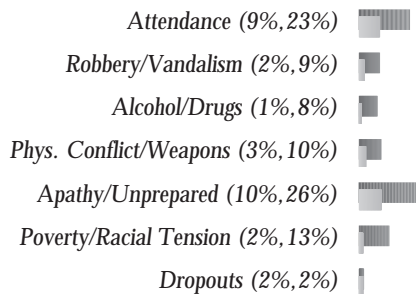 Attendance (9%,23%)
Robbery/Vandalism (2%,9%)
Alcohol/Drugs (1%,8%)
Phys. Conflict/Weapons (3%,10%)
Apathy/Unprepared (10%,26%)
Poverty/Racial Tension (2%,13%)
Dropouts (2%,2%)